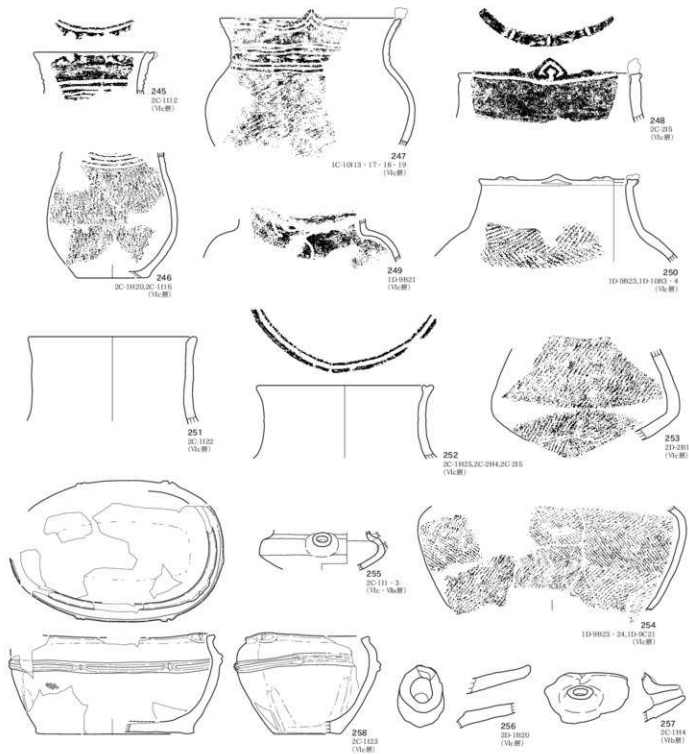 245
2C-1I12
(Ⅵc層)
247
1C-10I13・17・18・19
(Ⅵc層)
248
2C-2I5
(Ⅵc層)
246
2C-1H20,2C-1I16
(Ⅵc層)
249
1D-9B21
(Ⅵc層)
250
1D-9B23,1D-10B3・4
(Ⅵc層)
251
2C-1I22
(Ⅵc層)
252
2C-1H25,2C-2H4,2C-2I5
(Ⅵc層)
253
2D-2B1
(Ⅵc層)
255
2C-1I1・3
(Ⅵc・Ⅶa層)
254
1D-9B23・24,1D-9C21
(Ⅵc層)
258
2C-1I23
(Ⅵc層)
256
2D-1B20
(Ⅵc層)
257
2C-1H4
(Ⅶb層)